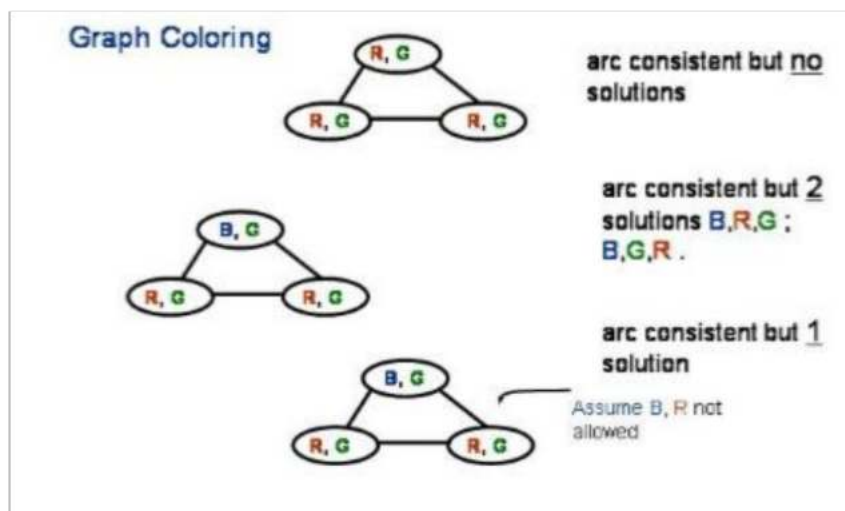 Graph Coloring
R, G
R, G
R, G
arc consistent but no
solutions
B, G
R, G
R, G
arc consistent but 2
solutions B,R,G ;
B,G,R .
B, G
R, G
R, G
arc consistent but 1
solution
Assume B, R not
allowed